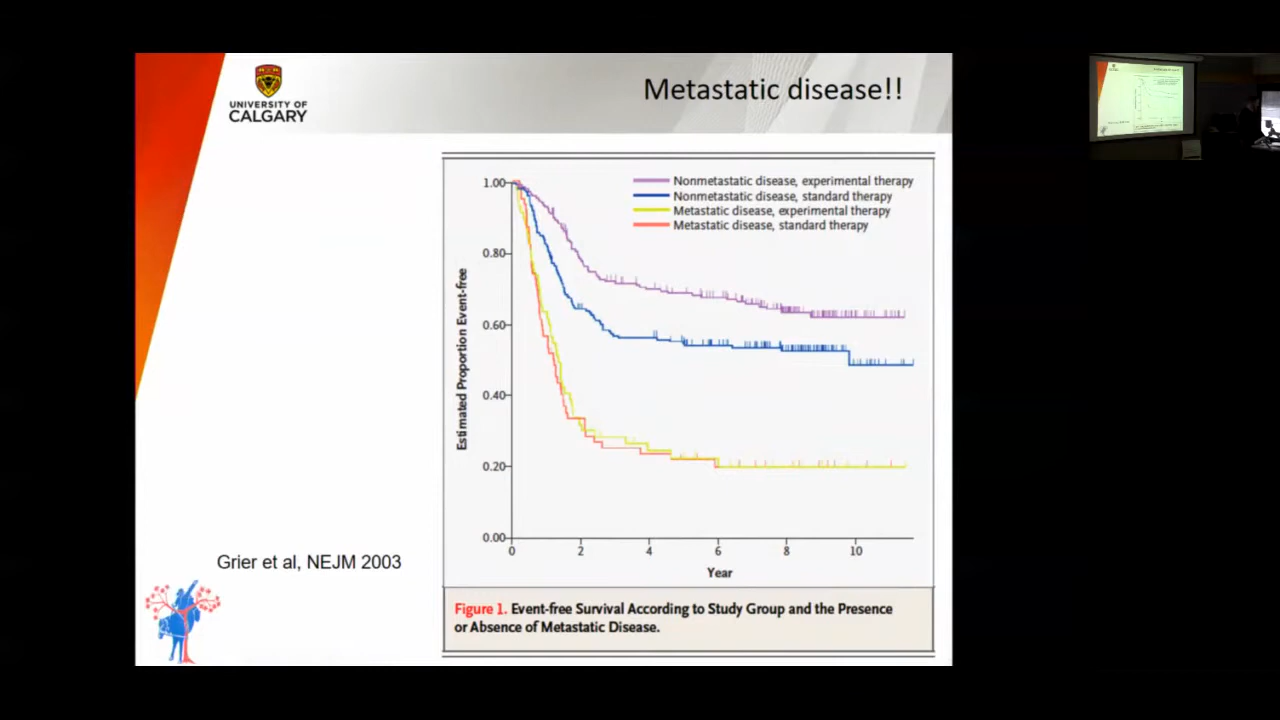 UNIVERSITY OF
CALGARY
Metastatic disease!!
Nonmetastatic disease, experimental therapy
Nonmetastatic disease, standard therapy
Metastatic disease, experimental therapy
Metastatic disease, standard therapy
1.00
0.80
0.60
0.40
0.20
0.00
Estimated Proportion Event-free
0 2 4 6 8 10
Year
Grier et al, NEJM 2003
Figure 1. Event-free Survival According to Study Group and the Presence
or Absence of Metastatic Disease.